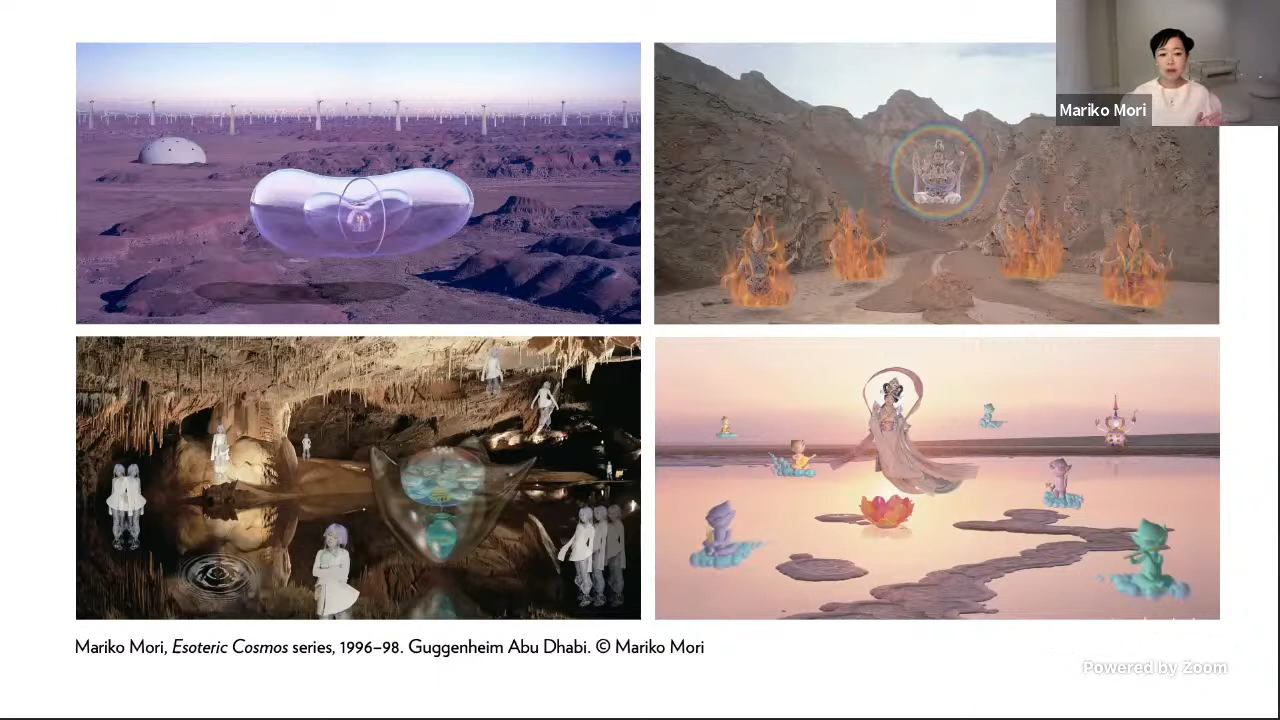 Mariko Mori
Mariko Mori, Esoteric Cosmos series, 1996–98. Guggenheim Abu Dhabi. © Mariko Mori
Powered by Zoom